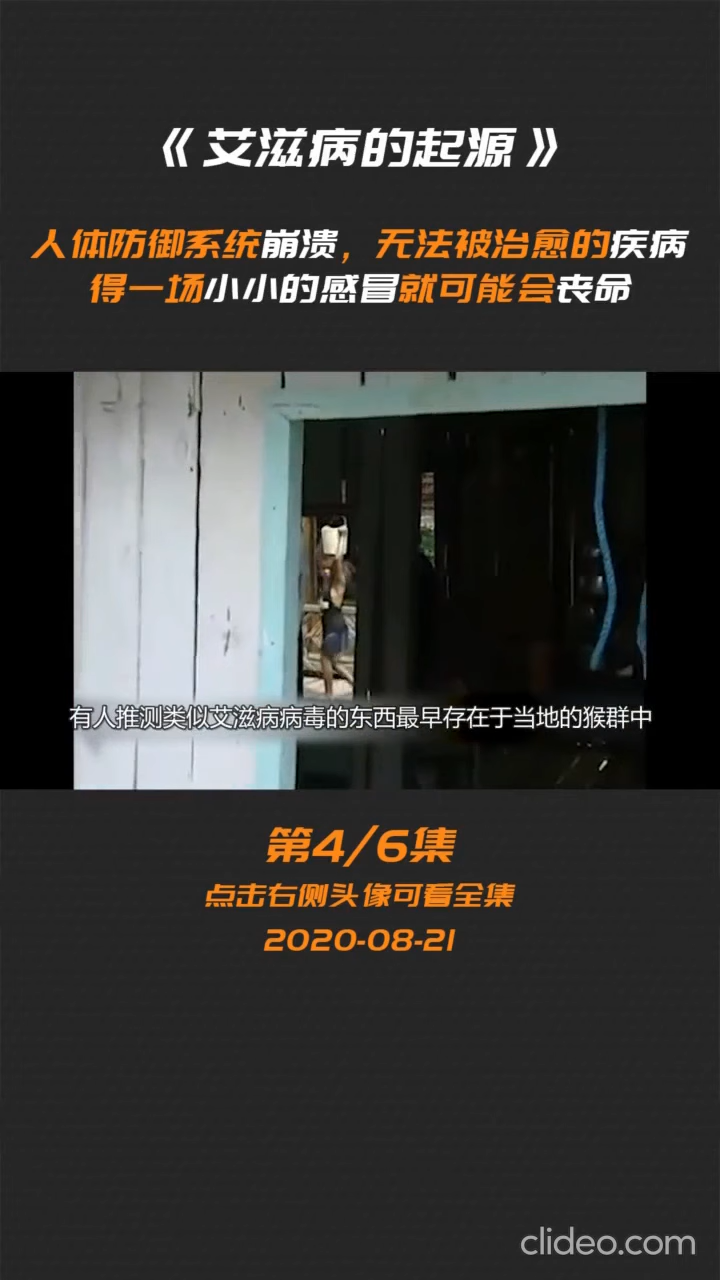 《艾滋病的起源》
人体防御系统崩溃，无法被治愈的疾病
得一场小小的感冒就可能会丧命
有人推测类似艾滋病病毒的东西最早存在于当地的猴群中
第4/6集
点击右侧头像可看全集
2020-08-21
clideo.com